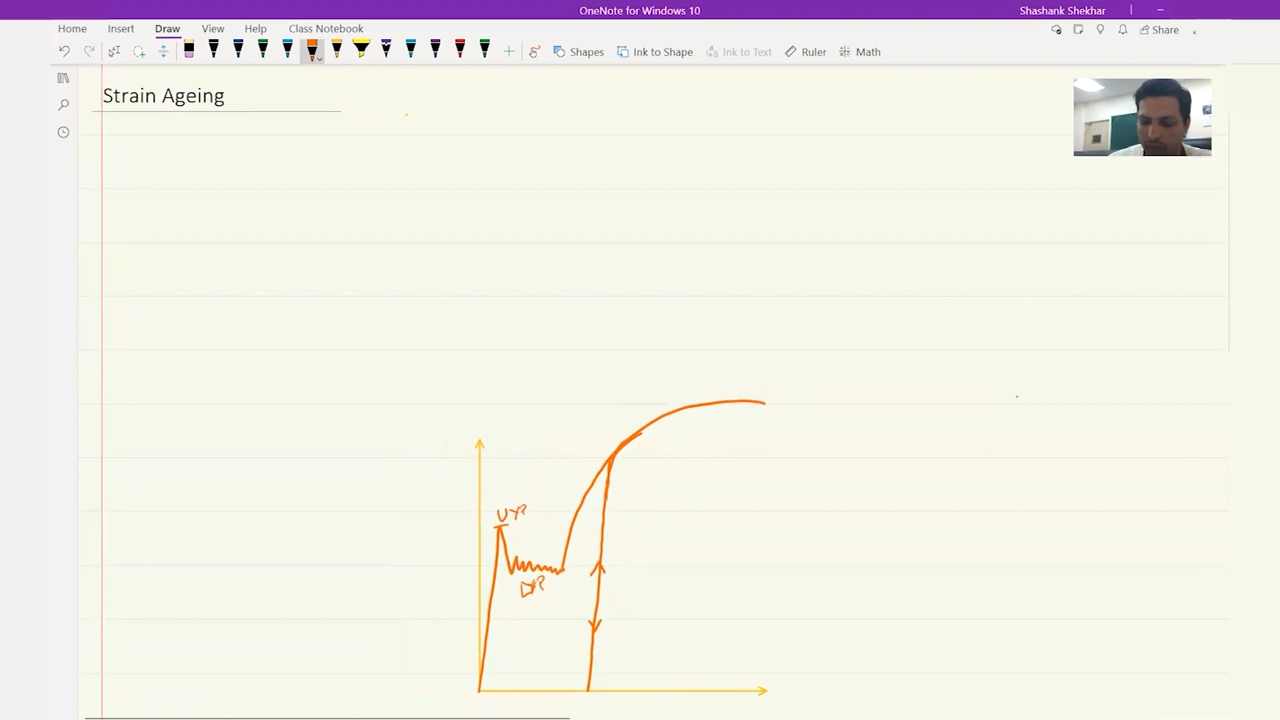 OneNote for Windows 10
Shashank Shekhar
Home Insert Draw View Help Class Notebook
Share
Shapes Ink to Shape Ink to Text Ruler Math
Strain Ageing
UYP
LYP